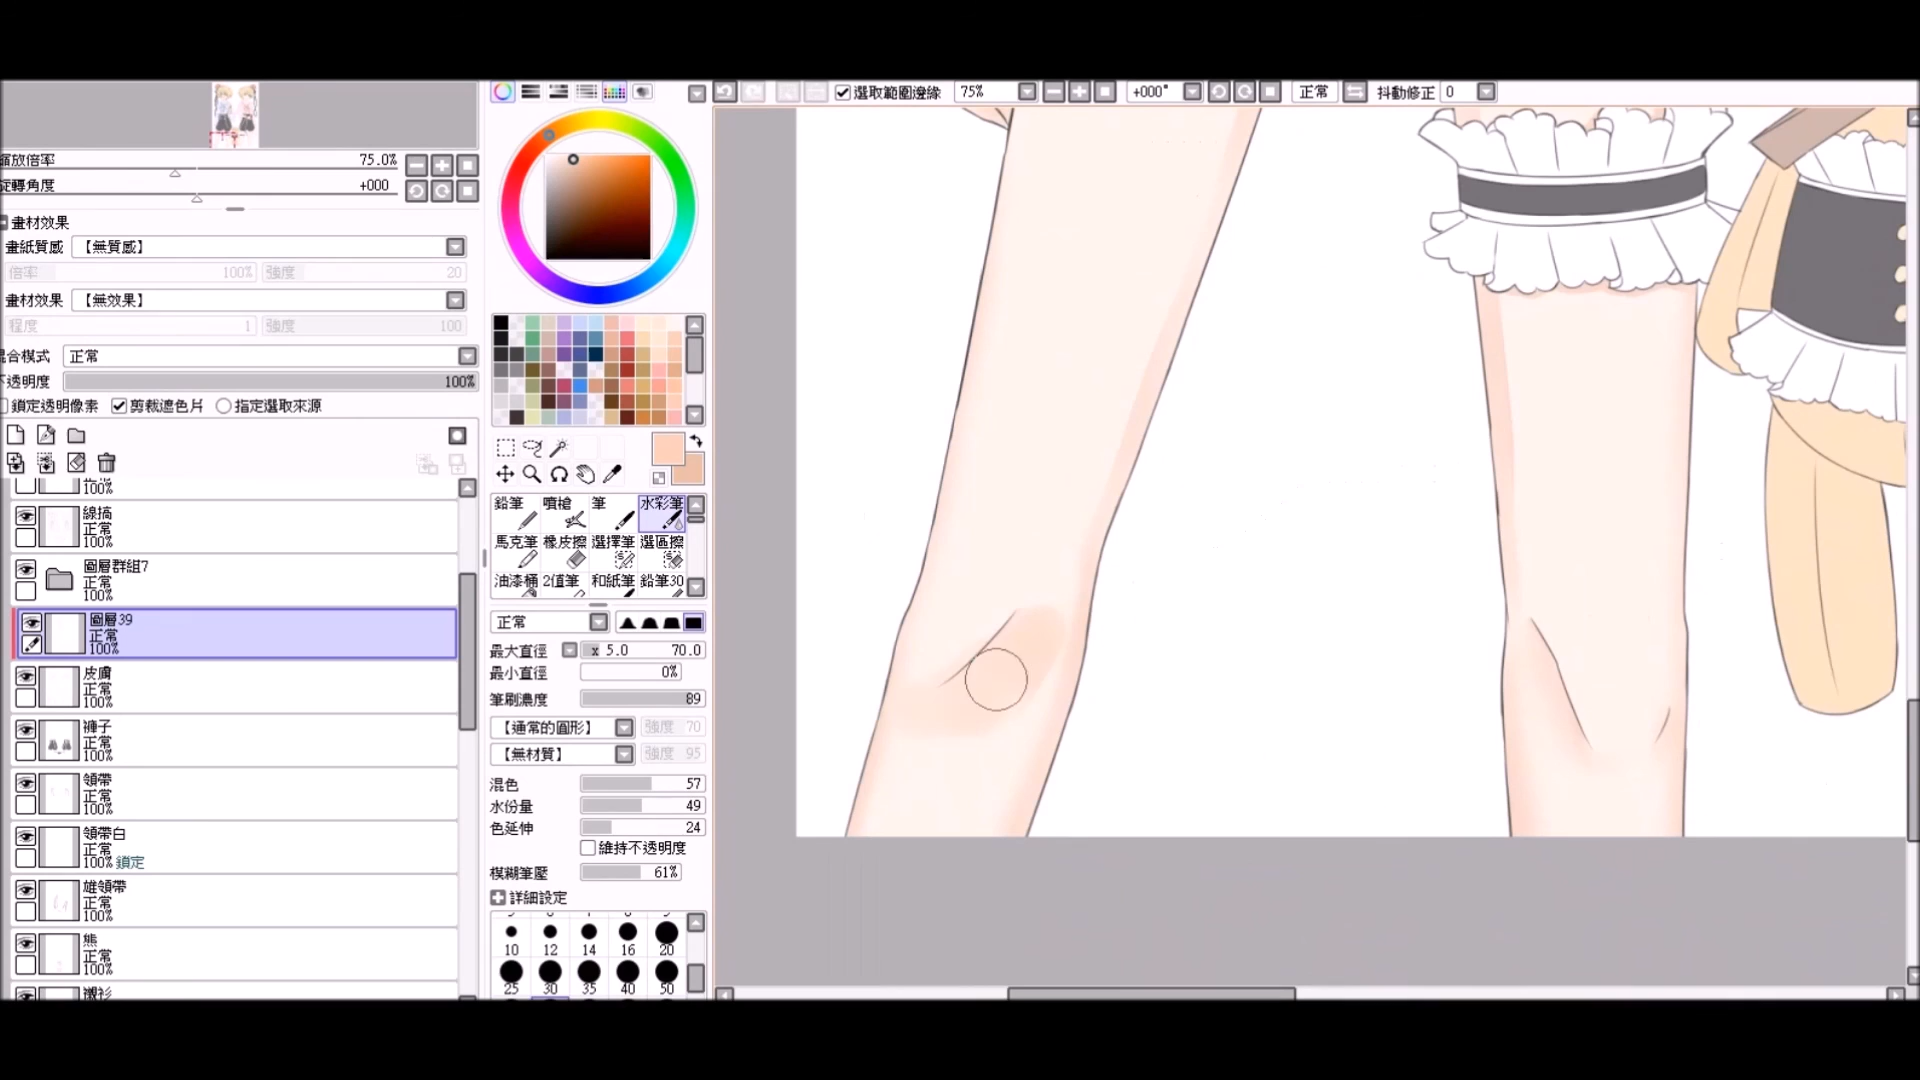 選取範圍邊緣 75% +000° 正常 抖動修正 0
縮放倍率 75.0%
旋轉角度 +000
畫材效果
畫紙質感 【無質感】
倍率 100% 強度 20
畫材效果 【無效果】
程度 1 強度 100
混合模式 正常
不透明度 100%
鎖定透明像素 剪裁遮色片 指定選取來源
100%
線搞
正常
100%
圖層群組7
正常
100%
圖層39
正常
100%
皮膚
正常
100%
褲子
正常
100%
領帶
正常
100%
領帶白
正常
100% 鎖定
雄領帶
正常
100%
熊
正常
100%
襯衫
鉛筆 噴槍 筆 水彩筆
馬克筆 橡皮擦 選擇筆 選區擦
油漆桶 2值筆 和紙筆 鉛筆30
正常
最大直徑 x 5.0 70.0
最小直徑 0%
筆刷濃度 89
【通常的圓形】 強度 70
【無材質】 強度 95
混色 57
水份量 49
色延伸 24
維持不透明度
模糊筆壓 61%
詳細設定
10 12 14 16 20
25 30 35 40 50